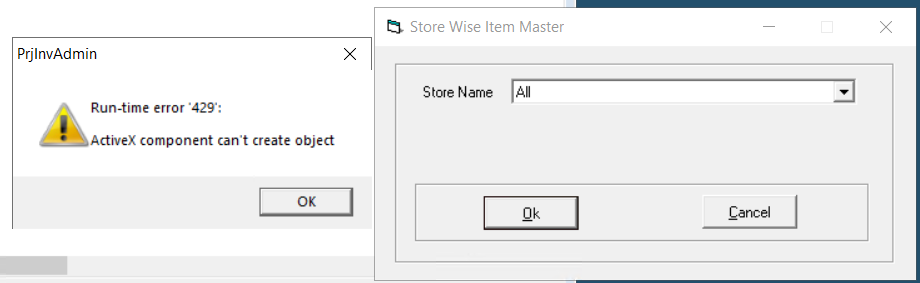 PrjInvAdmin
Run-time error '429':
ActiveX component can't create object
OK
Store Wise Item Master
Store Name
All
Ok
Cancel